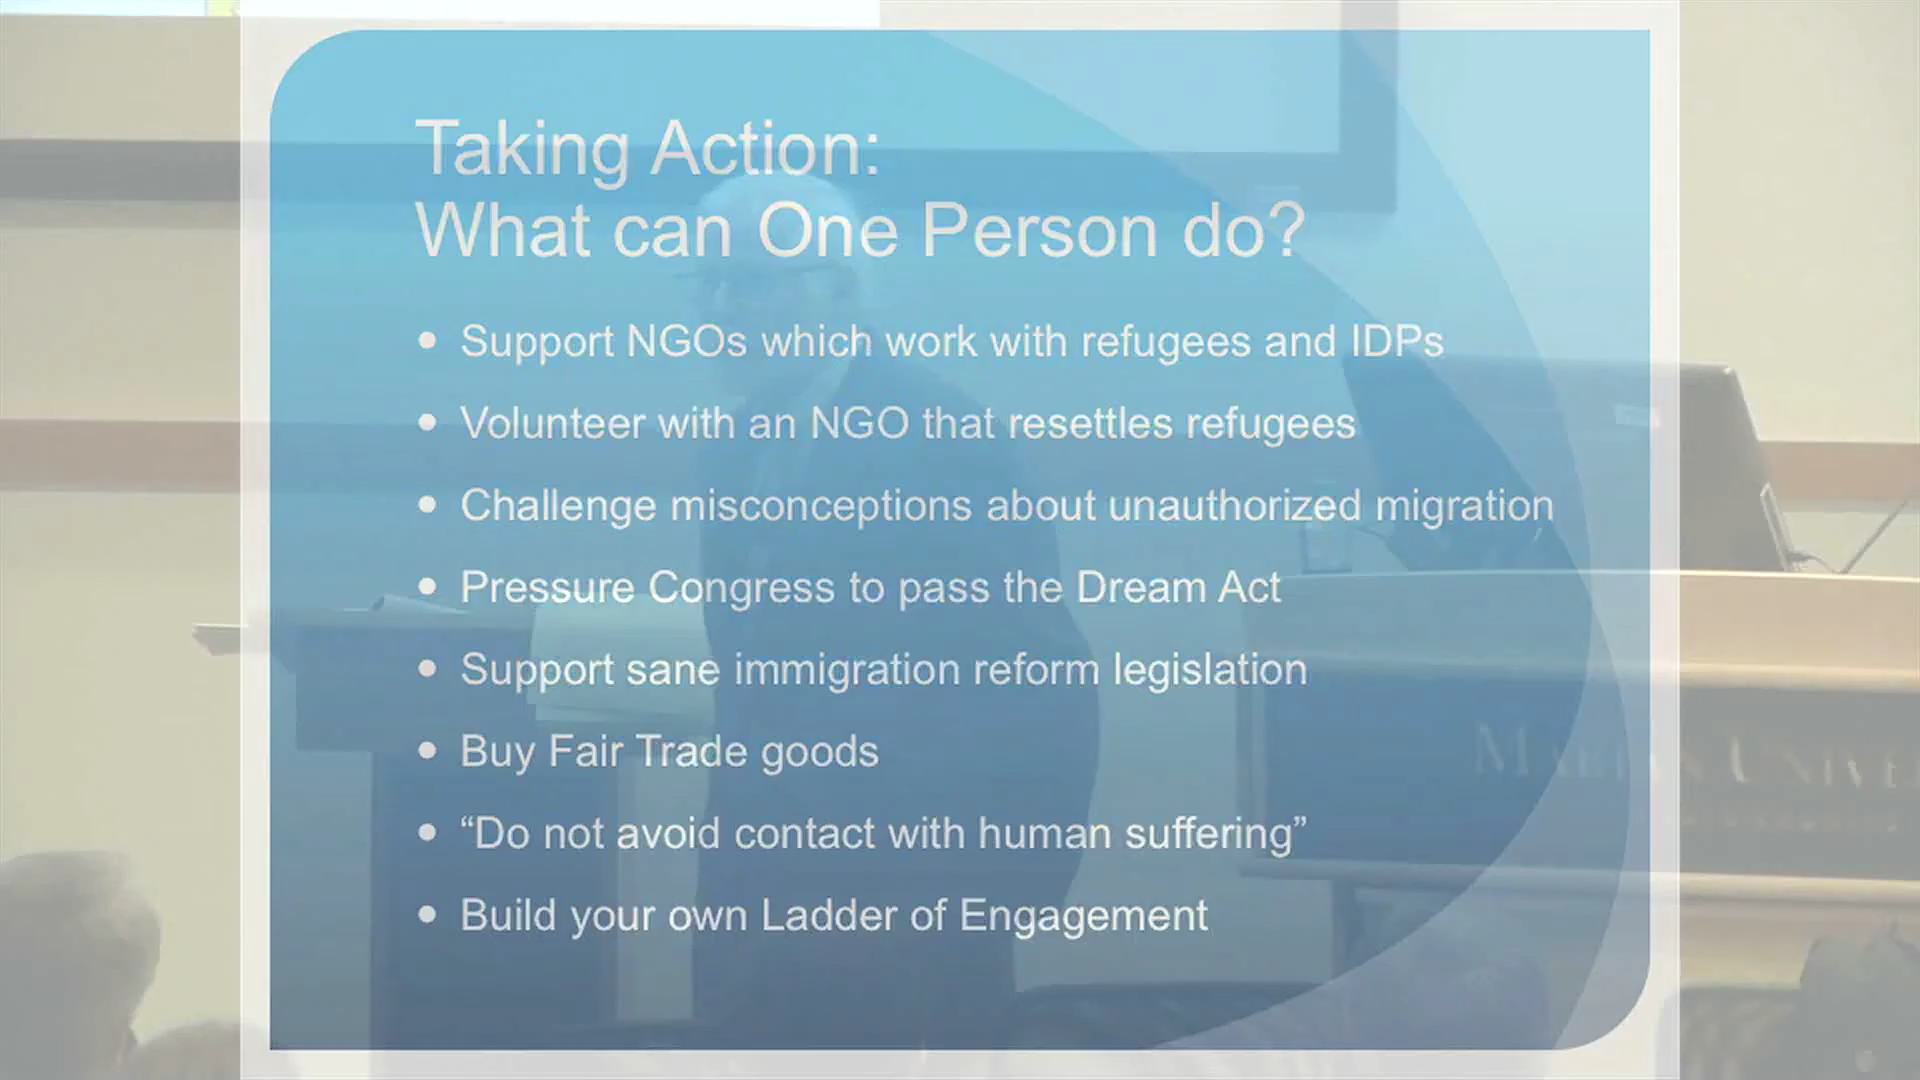 Taking Action:
What can One Person do?
• Support NGOs which work with refugees and IDPs
• Volunteer with an NGO that resettles refugees
• Challenge misconceptions about unauthorized migration
• Pressure Congress to pass the Dream Act
• Support sane immigration reform legislation
• Buy Fair Trade goods
• “Do not avoid contact with human suffering”
• Build your own Ladder of Engagement